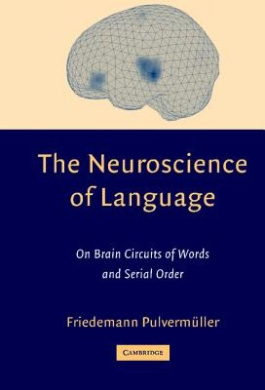 The Neuroscience
of Language
On Brain Circuits of Words
and Serial Order
Friedemann Pulvermüller
CAMBRIDGE